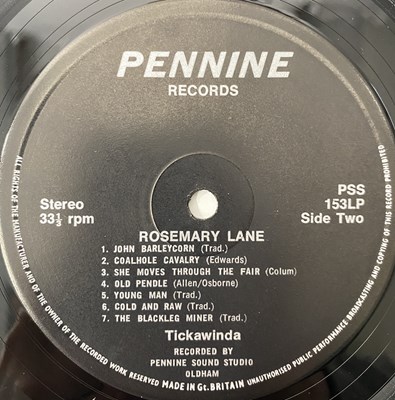 PENNINE
RECORDS
Stereo
33⅓ rpm
PSS
153LP
Side Two
ROSEMARY LANE
1. JOHN BARLEYCORN (Trad.)
2. COALHOLE CAVALRY (Edwards)
3. SHE MOVES THROUGH THE FAIR (Colum)
4. OLD PENDLE (Allen/Osborne)
5. YOUNG MAN (Trad.)
6. COLD AND RAW (Trad.)
7. THE BLACKLEG MINER (Trad.)
Tickawinda
RECORDED BY
PENNINE SOUND STUDIO
OLDHAM
ALL RIGHTS OF THE MANUFACTURER AND OF THE OWNER OF THE RECORDED WORK RESERVED MADE IN Gt. BRITAIN UNAUTHORISED PUBLIC PERFORMANCE BROADCASTING AND COPYING OF THIS RECORD PROHIBITED